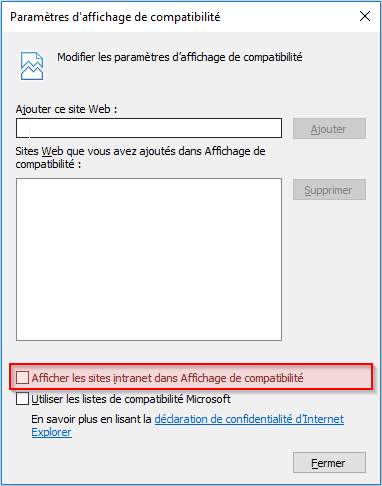 Paramètres d'affichage de compatibilité
Modifier les paramètres d'affichage de compatibilité
Ajouter ce site Web :
Ajouter
Sites Web que vous avez ajoutés dans Affichage de
compatibilité :
Supprimer
Afficher les sites intranet dans Affichage de compatibilité
Utiliser les listes de compatibilité Microsoft
En savoir plus en lisant la déclaration de confidentialité d'Internet
Explorer
Fermer